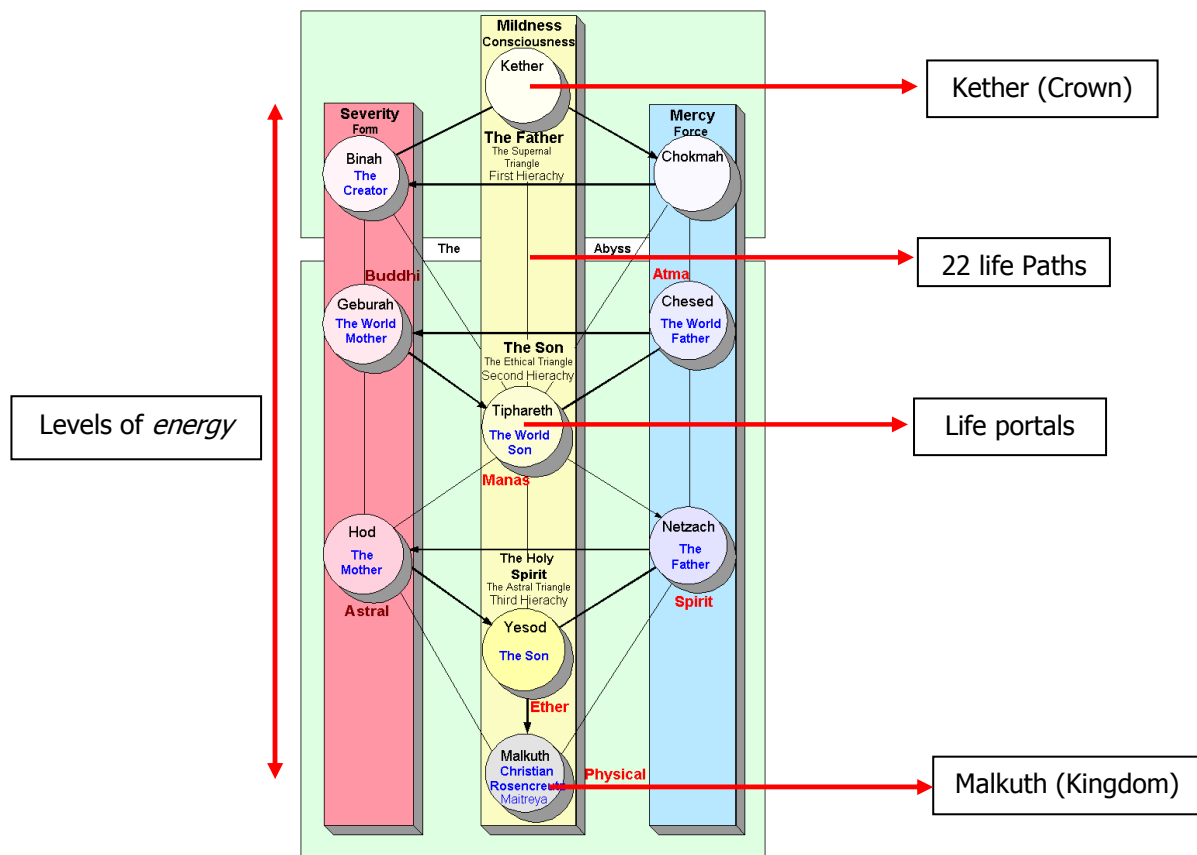 Mildness
Consciousness
Kether
Kether (Crown)
Severity
Form
Mercy
Force
The Father
The Supernal
Triangle
First Hierachy
Binah
The
Creator
Chokmah
The
Abyss
22 life Paths
Buddhi
Atma
Geburah
The World
Mother
Chesed
The World
Father
The Son
The Ethical Triangle
Second Hierachy
Levels of energy
Tiphareth
The World
Son
Life portals
Manas
Hod
The
Mother
Netzach
The
Father
The Holy
Spirit
The Astral Triangle
Third Hierachy
Astral
Spirit
Yesod
The Son
Ether
Malkuth
Christian
Rosencreutz
Maitreya
Physical
Malkuth (Kingdom)